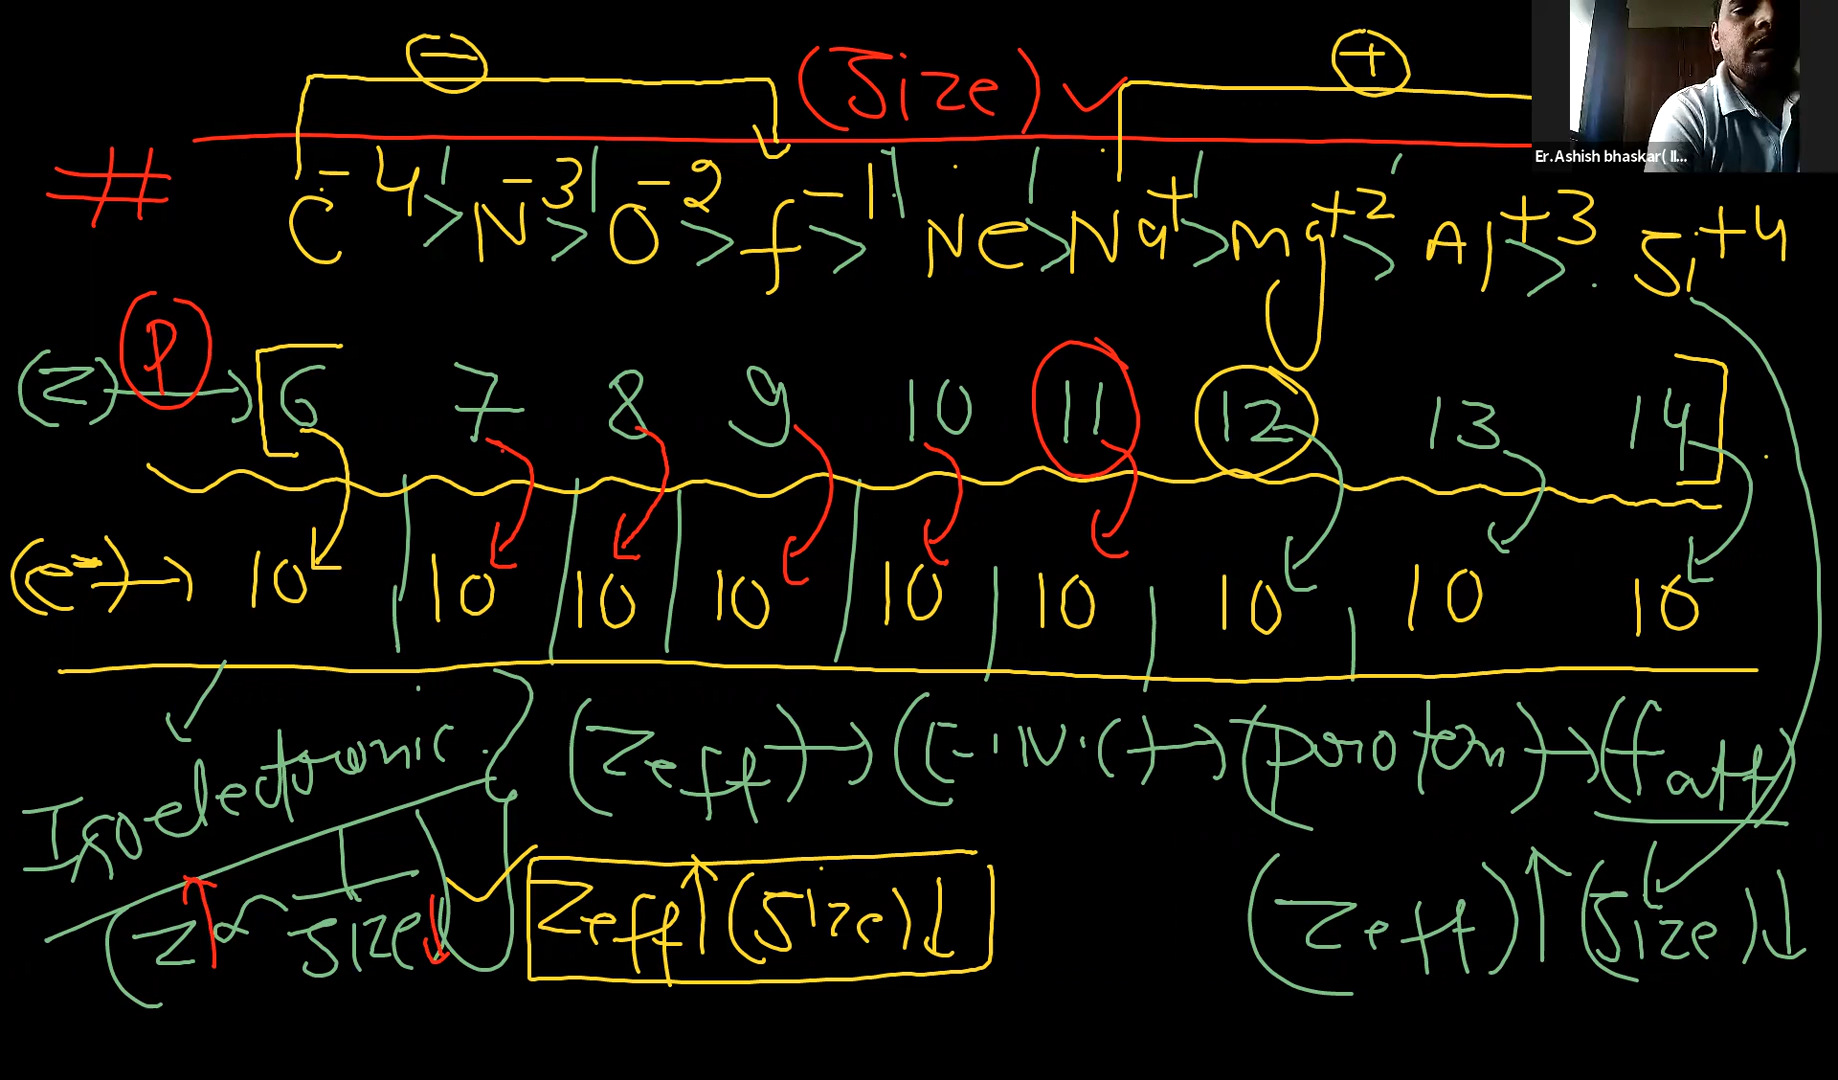 (Size) ✓
Er.Ashish bhaskar( II...
# C⁻⁴ > N⁻³ > O⁻² > f⁻¹ > Ne > Na⁺ > Mg⁺² > Al⁺³ > Si⁺⁴
(Z) P → 6 7 8 9 10 11 12 13 14
(e⁻) → 10 10 10 10 10 10 10 10 10
Isoelectronic
(Zeff) → (E.N.C) → (proton) → (fatt)
(Z↑ ∝ 1/Size↓)
Zeff↑ (Size)↓
(Zeff)↑ (Size)↓